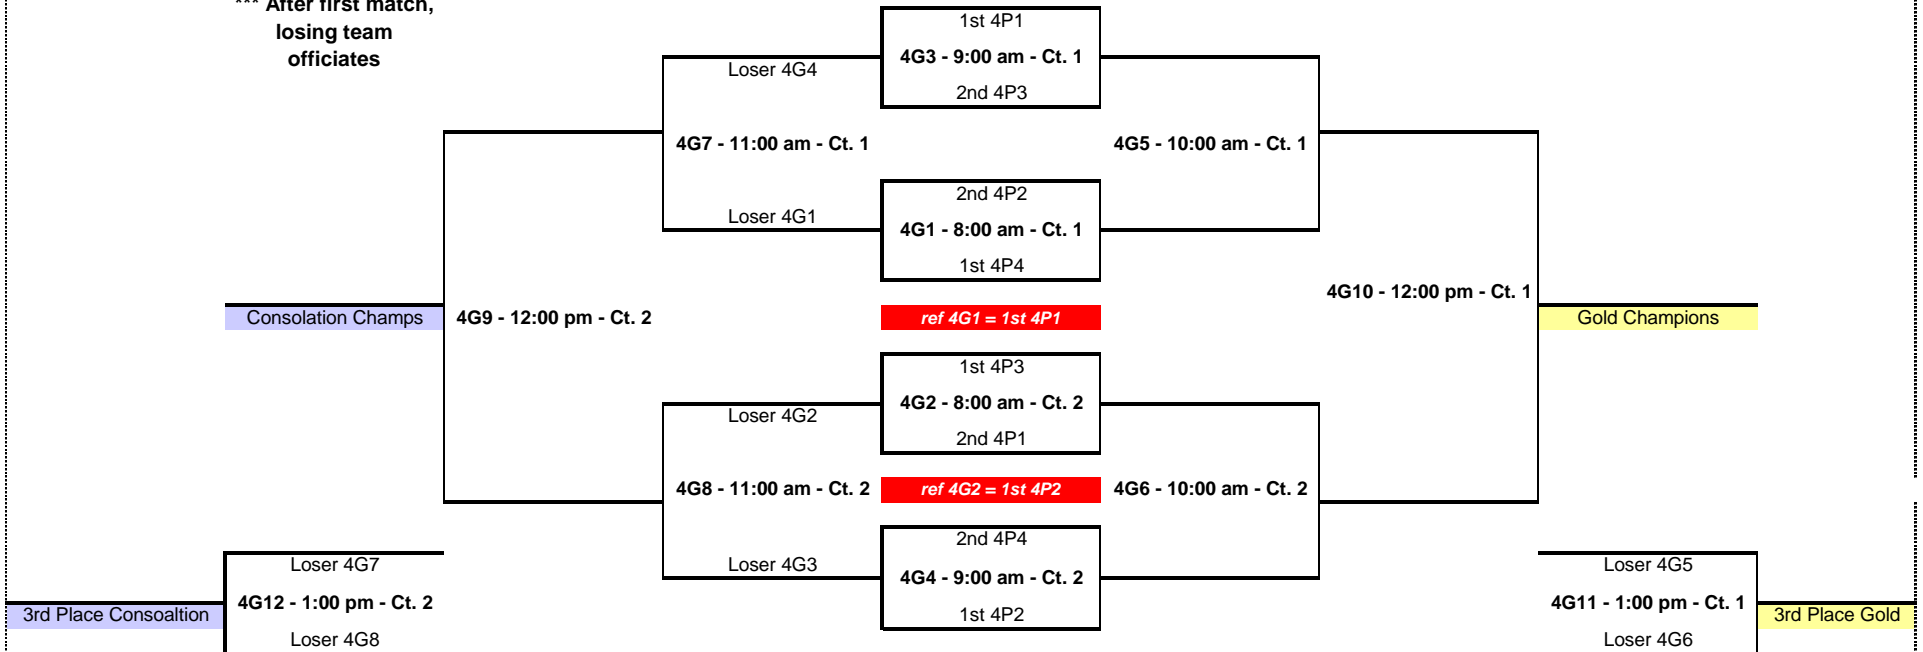 *** After first match,
losing team
officiates
1st 4P1
4G3 - 9:00 am - Ct. 1
2nd 4P3
Loser 4G4
4G7 - 11:00 am - Ct. 1
4G5 - 10:00 am - Ct. 1
2nd 4P2
Loser 4G1
4G1 - 8:00 am - Ct. 1
1st 4P4
4G10 - 12:00 pm - Ct. 1
Consolation Champs
4G9 - 12:00 pm - Ct. 2
ref 4G1 = 1st 4P1
Gold Champions
1st 4P3
Loser 4G2
4G2 - 8:00 am - Ct. 2
2nd 4P1
4G8 - 11:00 am - Ct. 2
ref 4G2 = 1st 4P2
4G6 - 10:00 am - Ct. 2
2nd 4P4
Loser 4G7
Loser 4G3
Loser 4G5
4G4 - 9:00 am - Ct. 2
4G12 - 1:00 pm - Ct. 2
4G11 - 1:00 pm - Ct. 1
3rd Place Consoaltion
1st 4P2
3rd Place Gold
Loser 4G8
Loser 4G6